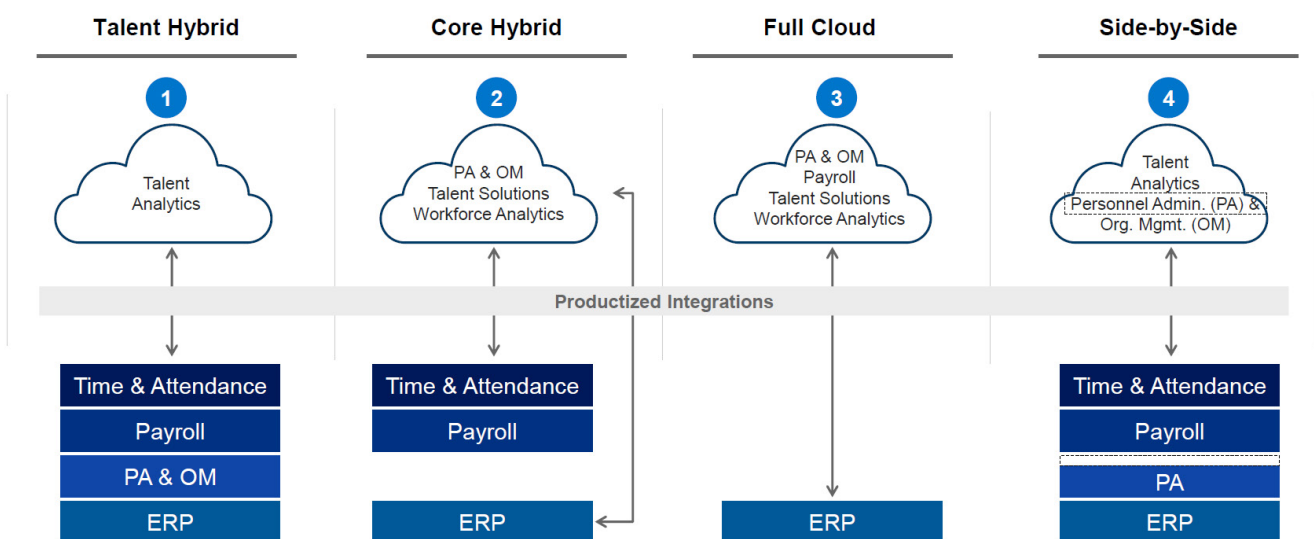 Talent Hybrid
Core Hybrid
Full Cloud
Side-by-Side
1
2
3
4
Talent
Analytics
PA & OM
Talent Solutions
Workforce Analytics
PA & OM
Payroll
Talent Solutions
Workforce Analytics
Talent
Analytics
Personnel Admin. (PA) &
Org. Mgmt. (OM)
Productized Integrations
Time & Attendance
Payroll
PA & OM
ERP
Time & Attendance
Payroll
ERP
ERP
Time & Attendance
Payroll
PA
ERP